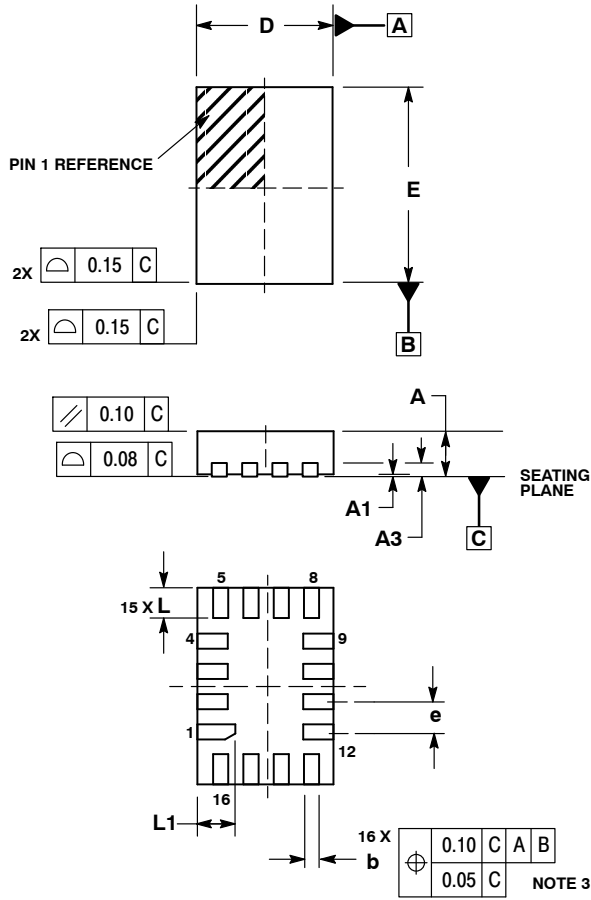 D
A
PIN 1 REFERENCE
E
2X ⌓ 0.15 C
2X ⌓ 0.15 C
B
A
⫽ 0.10 C
⌓ 0.08 C
SEATING
PLANE
A1
A3
C
5 8
15 X L
4 9
e
1
12
16
L1
b
16 X ⌖ 0.10 C A B
0.05 C NOTE 3